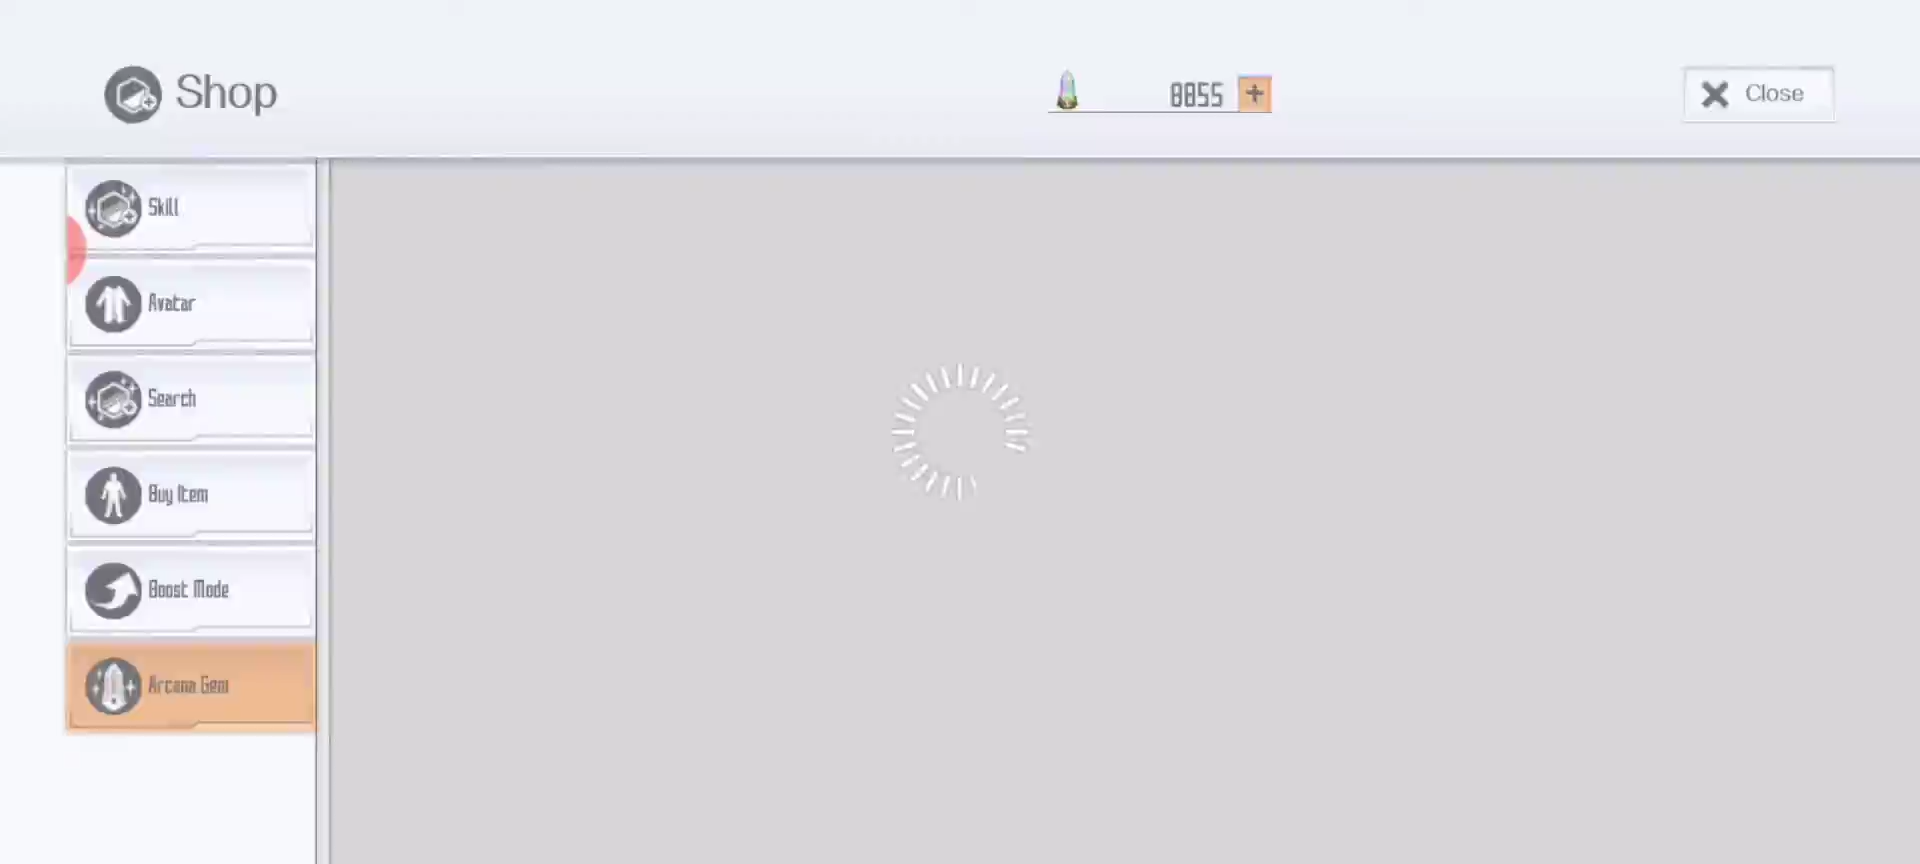 Shop
8855
Close
Skill
Avatar
Search
Buy Item
Boost Mode
Arcana Gem